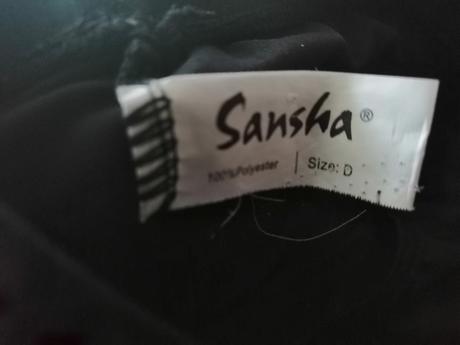 Sansha®
100%Polyester | Size: D